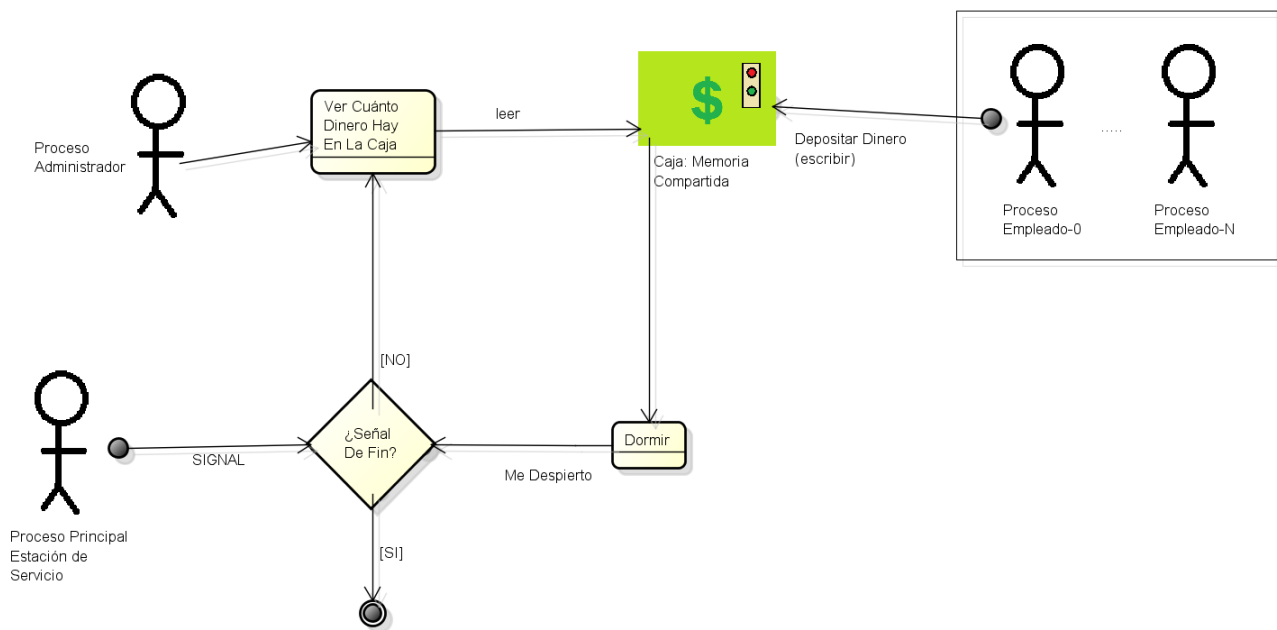 Proceso
Administrador
Ver Cuánto
Dinero Hay
En La Caja
leer
$
Caja: Memoria
Compartida
Depositar Dinero
(escribir)
.....
Proceso
Empleado-0
Proceso
Empleado-N
[NO]
¿Señal
De Fin?
SIGNAL
Me Despierto
Dormir
Proceso Principal
Estación de
Servicio
[SI]